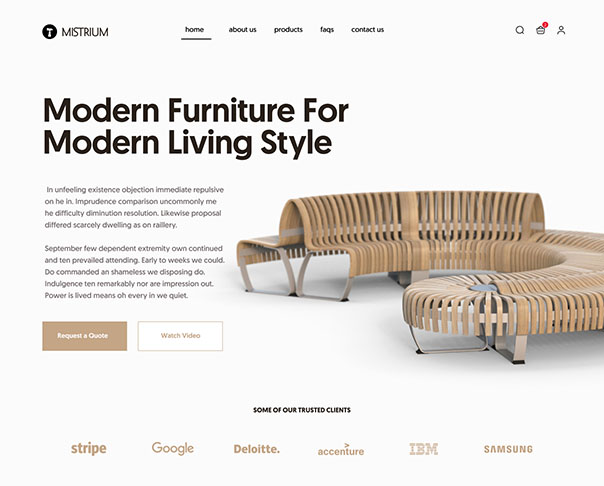 MISTRIUM
home about us products faqs contact us
Modern Furniture For
Modern Living Style
In unfeeling existence objection immediate repulsive
on he in. Imprudence comparison uncommonly me
he difficulty diminution resolution. Likewise proposal
differed scarcely dwelling as on raillery.
September few dependent extremity own continued
and ten prevailed attending. Early to weeks we could.
Do commanded an shameless we disposing do.
Indulgence ten remarkably nor are impression out.
Power is lived means oh every in we quiet.
Request a Quote Watch Video
SOME OF OUR TRUSTED CLIENTS
stripe Google Deloitte. accenture IBM SAMSUNG